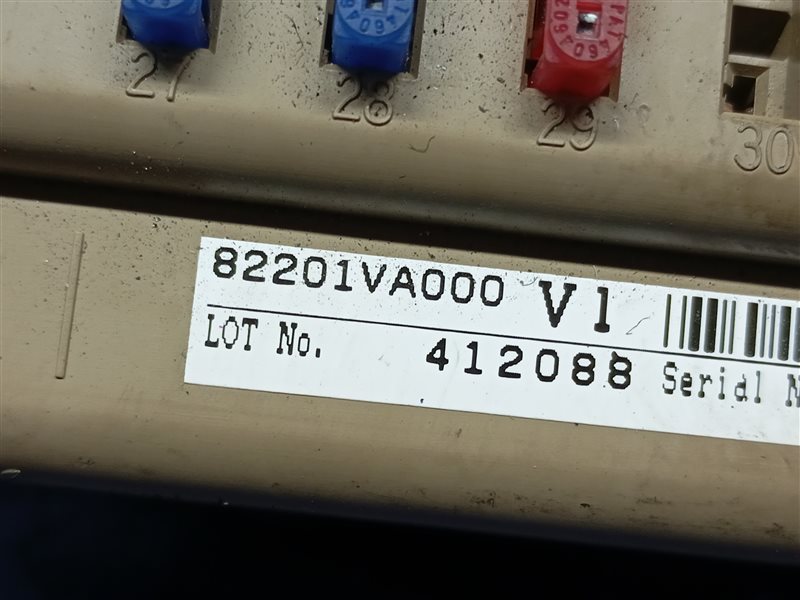 27 28 29 30
82201VA000 V1
LOT No. 412088 Serial N